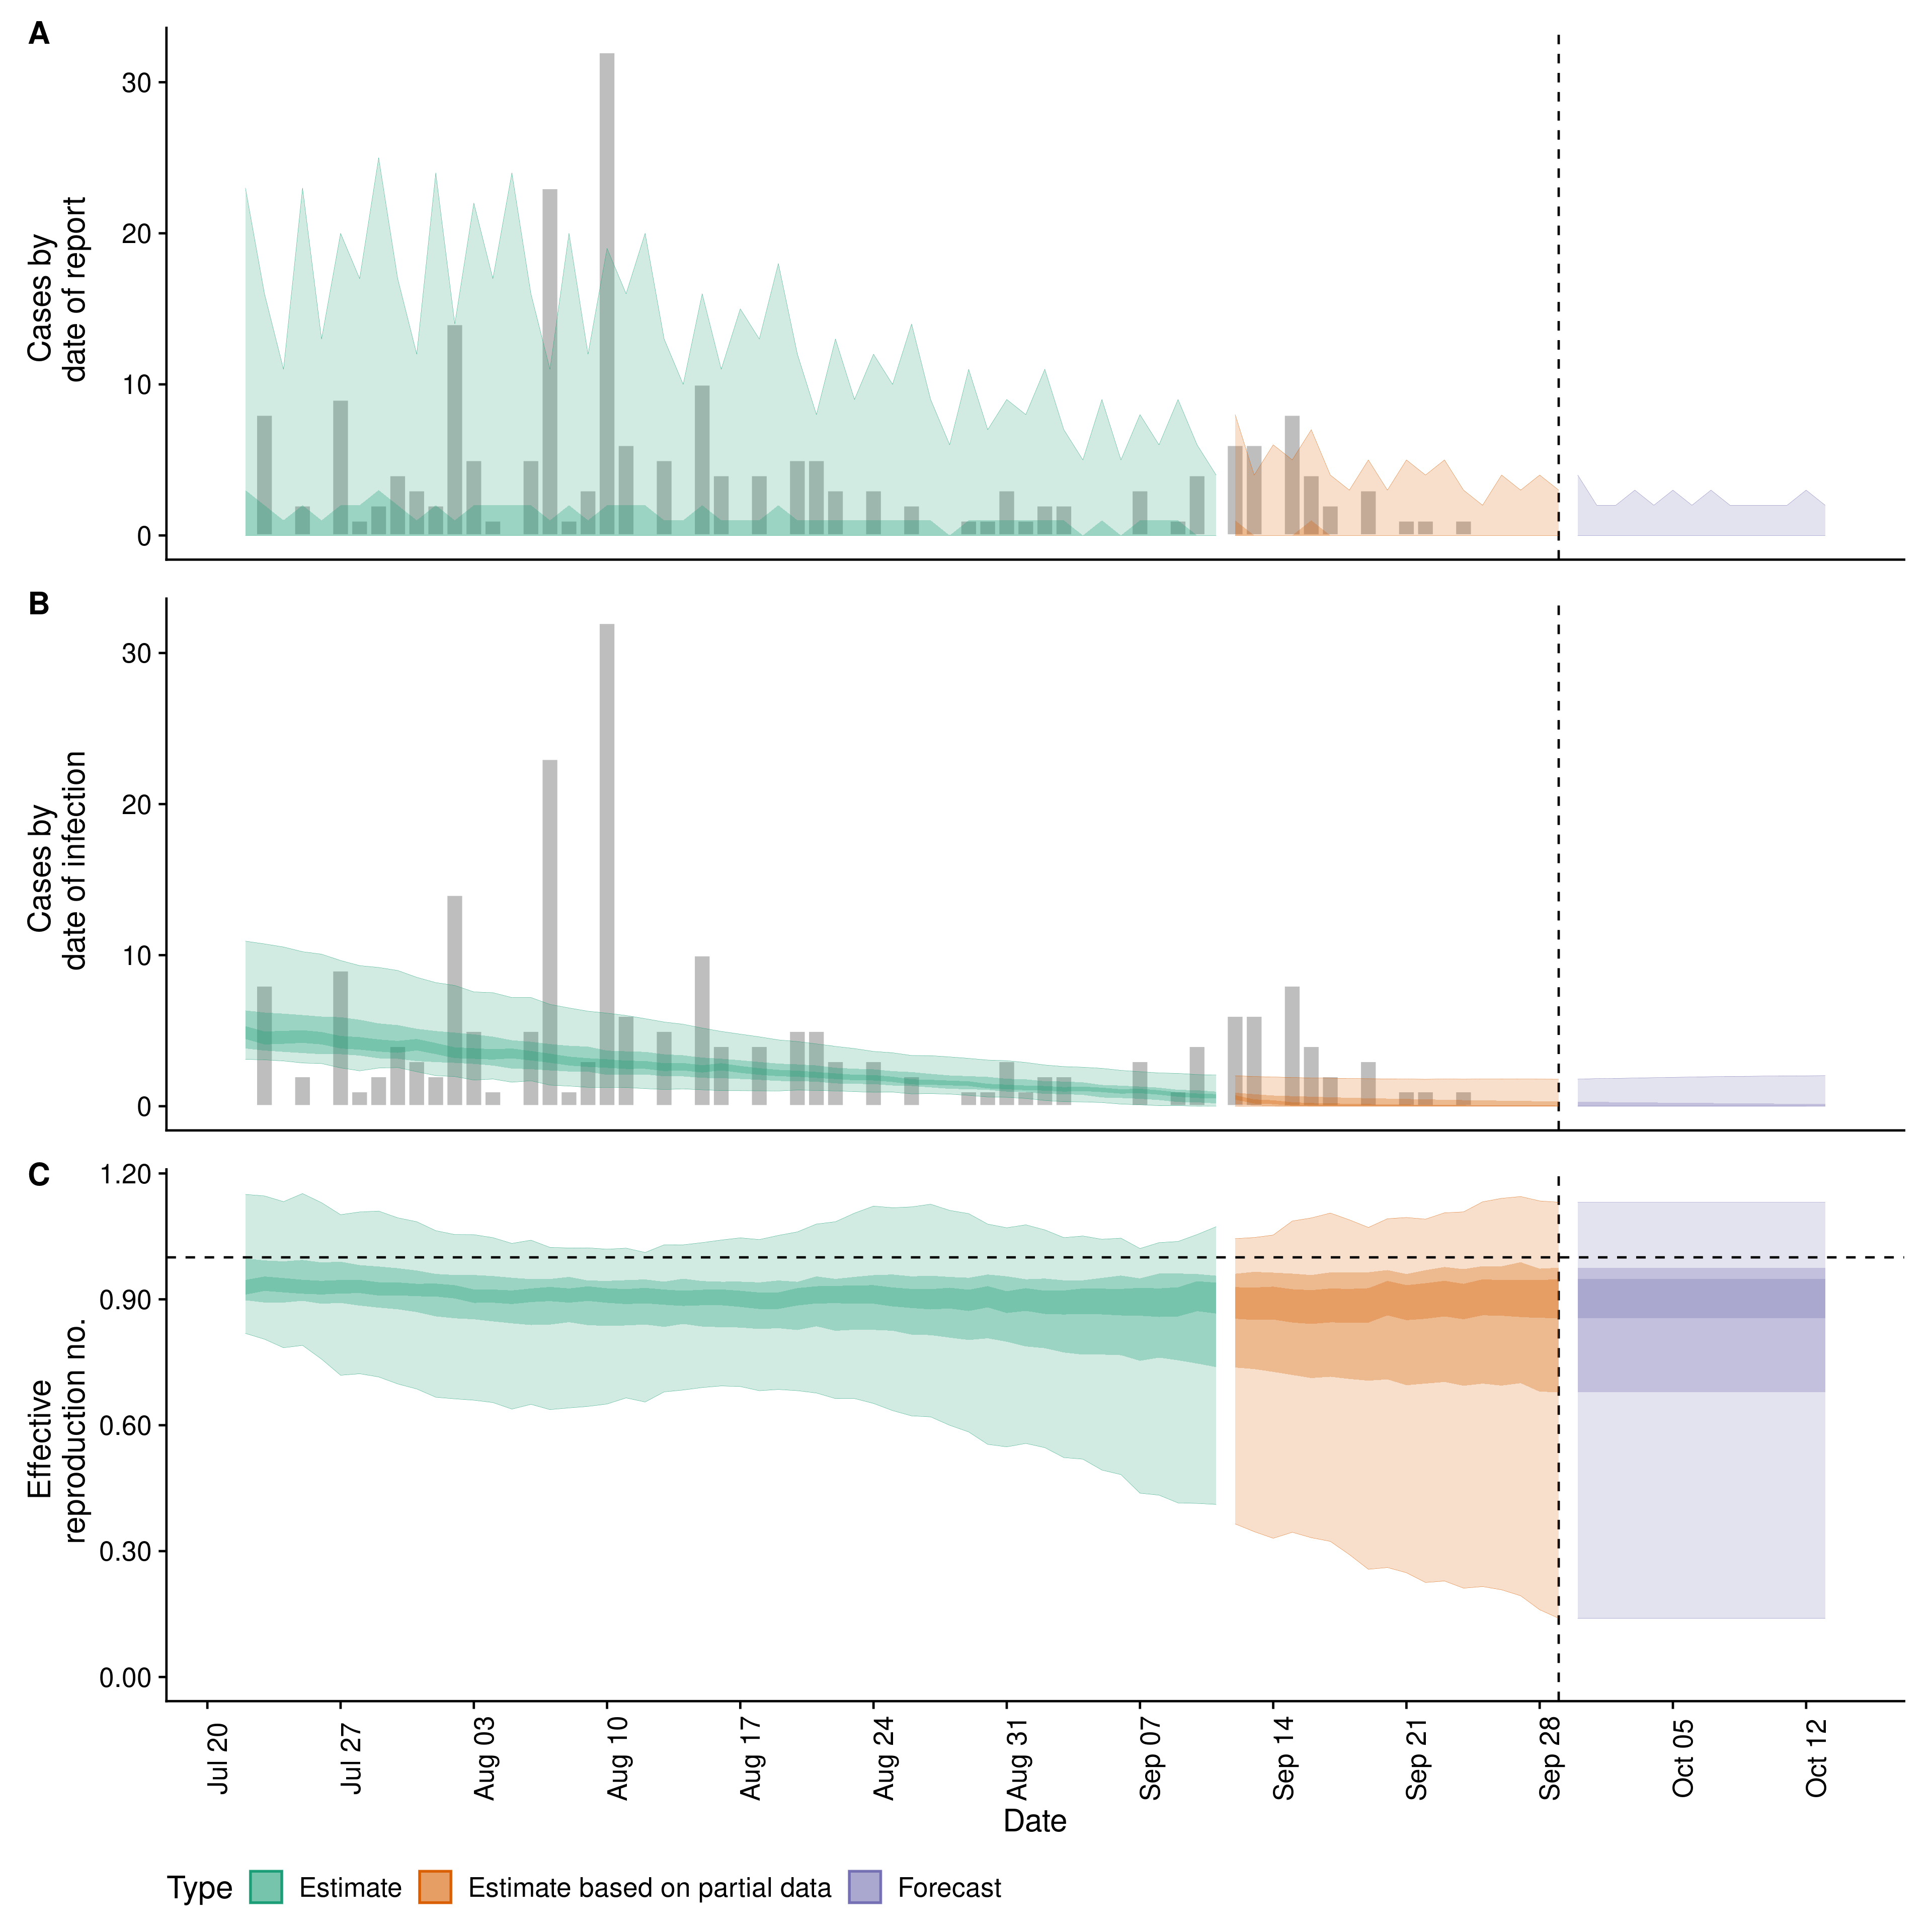 A
Cases by
date of report
30
20
10
0
B
Cases by
date of infection
30
20
10
0
C
Effective
reproduction no.
1.20
0.90
0.60
0.30
0.00
Jul 20
Jul 27
Aug 03
Aug 10
Aug 17
Aug 24
Aug 31
Sep 07
Sep 14
Sep 21
Sep 28
Oct 05
Oct 12
Date
Type Estimate Estimate based on partial data Forecast